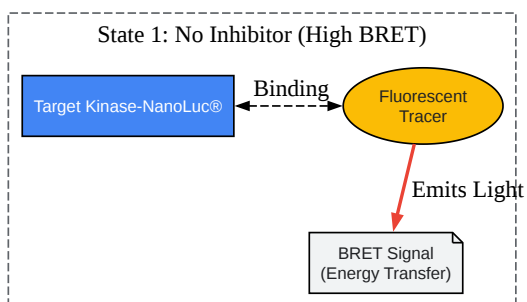 State 1: No Inhibitor (High BRET)
Binding
Target Kinase-NanoLuc®
Fluorescent
Tracer
Emits Light
BRET Signal
(Energy Transfer)